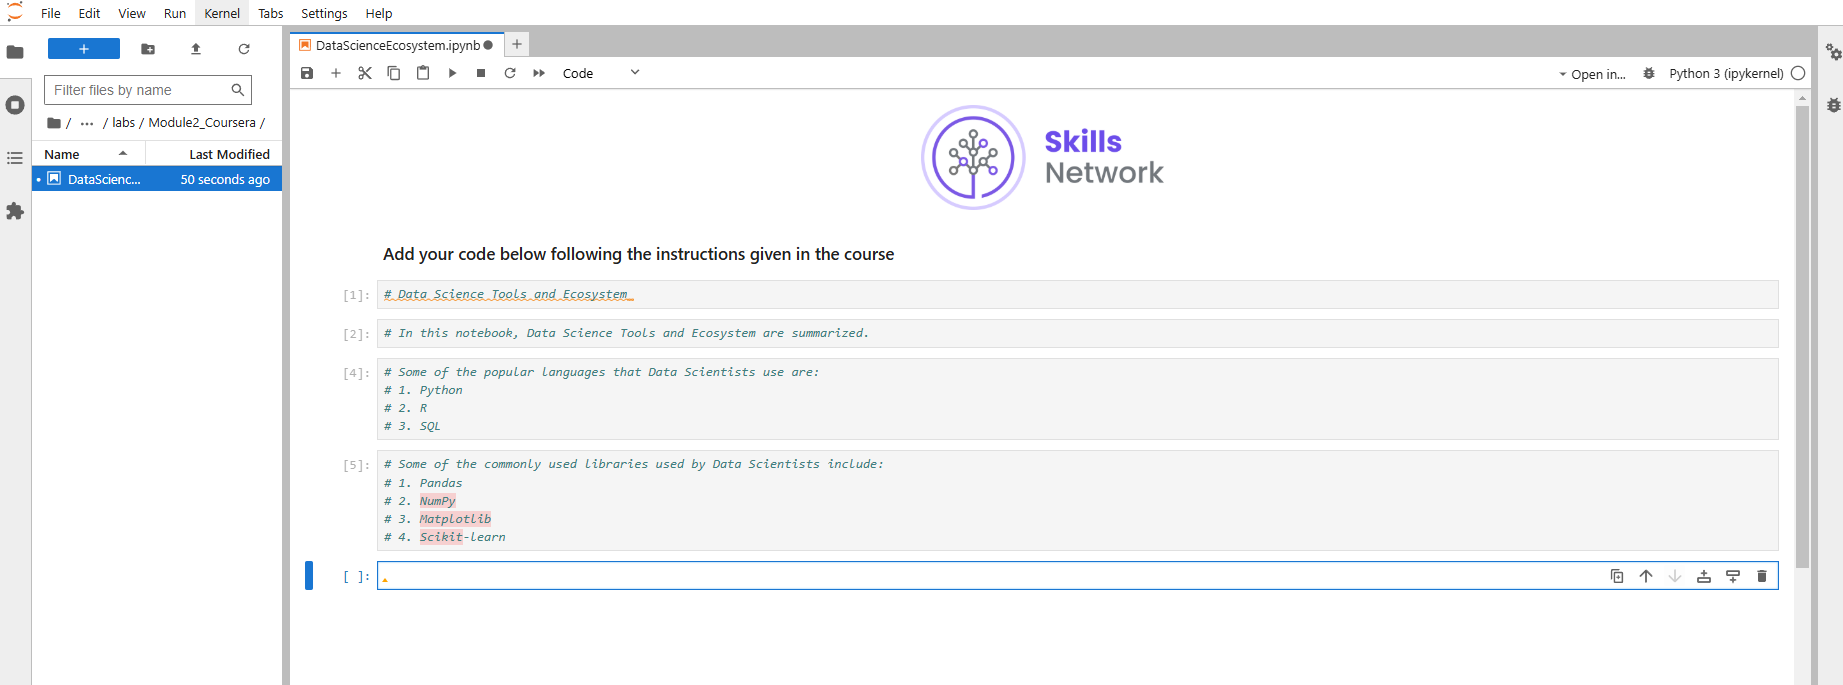 File Edit View Run Kernel Tabs Settings Help
DataScienceEcosystem.ipynb
Code
Open in...
Python 3 (ipykernel)
Filter files by name
/ ... / labs / Module2_Coursera /
Name Last Modified
DataScienc... 50 seconds ago
Skills
Network
Add your code below following the instructions given in the course
[1]: # Data Science Tools and Ecosystem
[2]: # In this notebook, Data Science Tools and Ecosystem are summarized.
[4]: # Some of the popular languages that Data Scientists use are:
# 1. Python
# 2. R
# 3. SQL
[5]: # Some of the commonly used libraries used by Data Scientists include:
# 1. Pandas
# 2. NumPy
# 3. Matplotlib
# 4. Scikit-learn
[ ]: